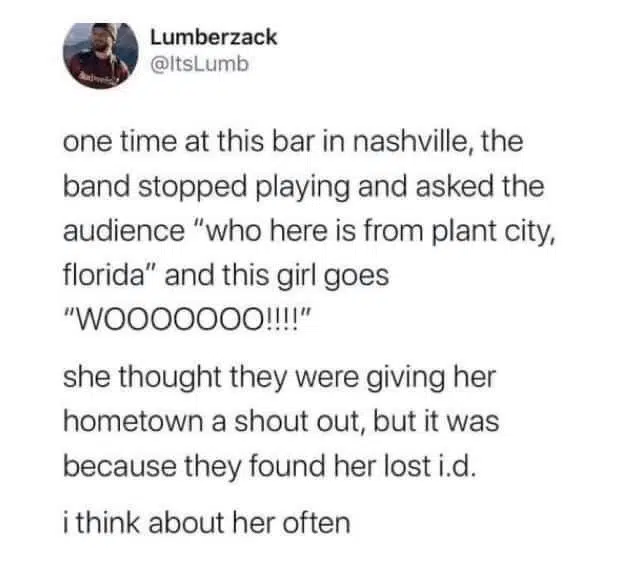 Lumberzack
@ItsLumb
one time at this bar in nashville, the
band stopped playing and asked the
audience "who here is from plant city,
florida" and this girl goes
"WOOOOOOO!!!!"
she thought they were giving her
hometown a shout out, but it was
because they found her lost i.d.
i think about her often